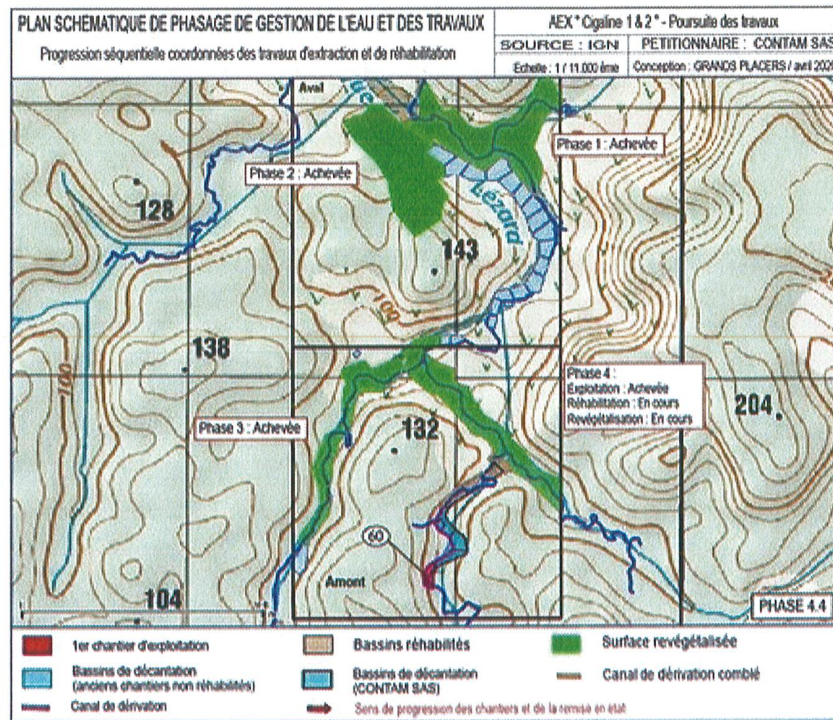 PLAN SCHEMATIQUE DE PHASAGE DE GESTION DE L'EAU ET DES TRAVAUX
Progression séquentielle coordonnées des travaux d'extraction et de réhabilitation
AEX " Cigaline 1 & 2 " - Poursuite des travaux
SOURCE : IGN
PETITIONNAIRE : CONTAM SAS
Echelle : 1 / 11.000 ème
Conception : GRANDS PLACERS / avril
Aval
Phase 1 : Achevée
Phase 2 : Achevée
128
Lézard
143
100
100
138
Phase 4 :
Exploitation : Achevée
Réhabilitation : En cours
Revégétalisation : En cours
204
Phase 3 : Achevée
132
60
Amont
104
PHASE 4.4
1er chantier d'exploitation
Bassins réhabilités
Surface revégétalisée
Bassins de décantation
(anciens chantiers non réhabilités)
Bassins de décantation
(CONTAM SAS)
Canal de dérivation comblé
Canal de dérivation
Sens de progression des chantiers et de la remise en état